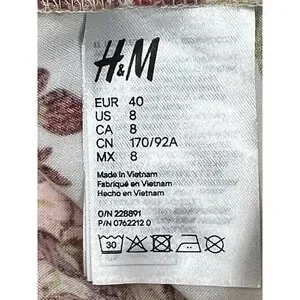 H&M
EUR 40
US 8
CA 8
CN 170/92A
MX 8
Made in Vietnam
Fabriqué en Vietnam
Hecho en Vietnam
O/N 228891
P/N 0762212 0
30